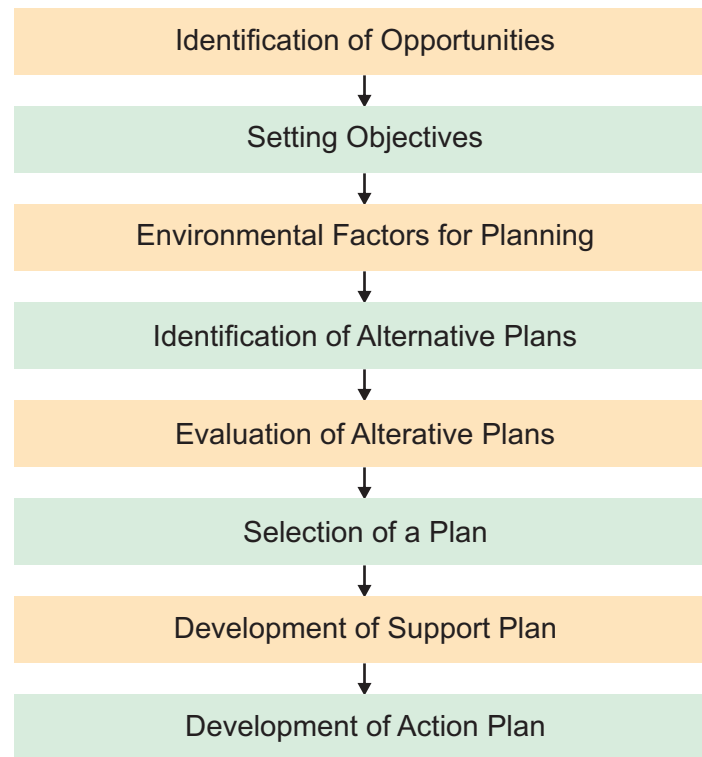 Identification of Opportunities
Setting Objectives
Environmental Factors for Planning
Identification of Alternative Plans
Evaluation of Alterative Plans
Selection of a Plan
Development of Support Plan
Development of Action Plan